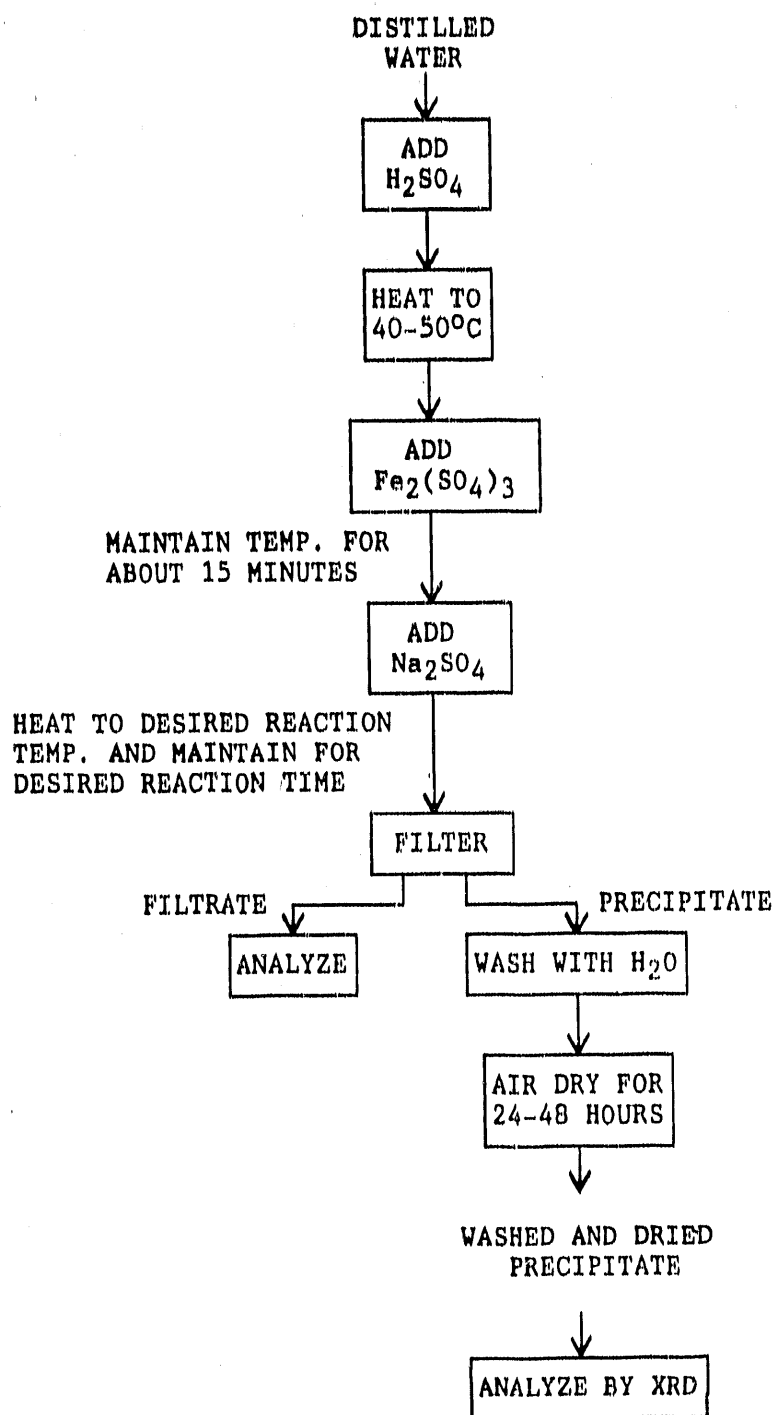 DISTILLED
WATER
ADD
H₂SO₄
HEAT TO
40-50°C
ADD
Fe₂(SO₄)₃
MAINTAIN TEMP. FOR
ABOUT 15 MINUTES
ADD
Na₂SO₄
HEAT TO DESIRED REACTION
TEMP. AND MAINTAIN FOR
DESIRED REACTION TIME
FILTER
FILTRATE
PRECIPITATE
ANALYZE
WASH WITH H₂O
AIR DRY FOR
24-48 HOURS
WASHED AND DRIED
PRECIPITATE
ANALYZE BY XRD